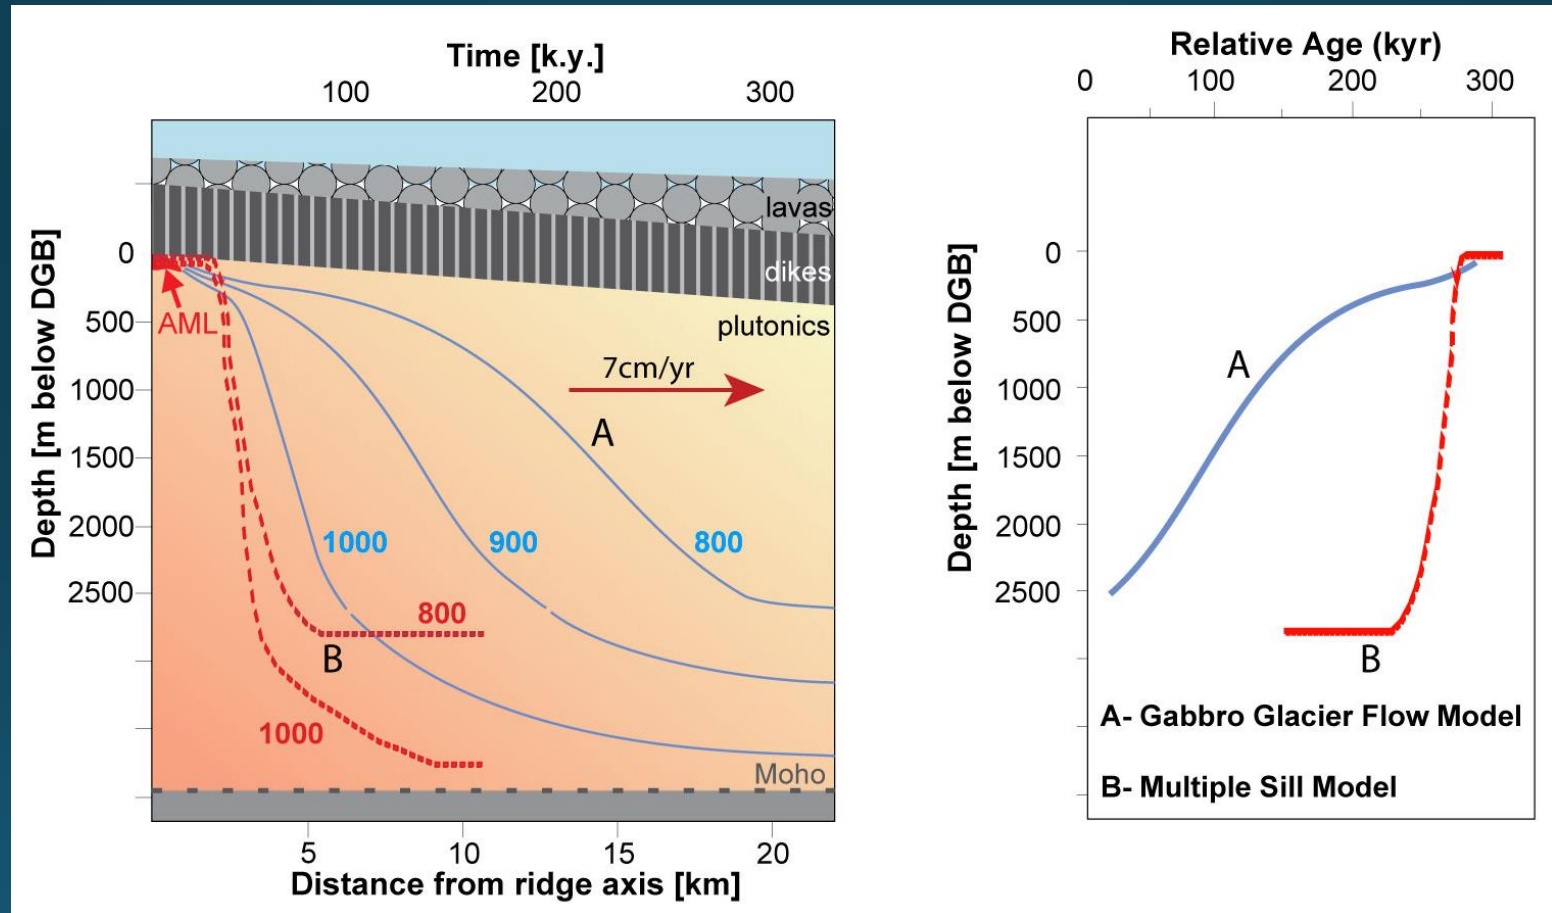 Time [k.y.]
100 200 300
Depth [m below DGB]
0
500
1000
1500
2000
2500
lavas
dikes
plutonics
AML
7cm/yr
A
1000 900 800
800
B
1000
Moho
5 10 15 20
Distance from ridge axis [km]
Relative Age (kyr)
0 100 200 300
Depth [m below DGB]
0
500
1000
1500
2000
2500
A
B
A- Gabbro Glacier Flow Model
B- Multiple Sill Model